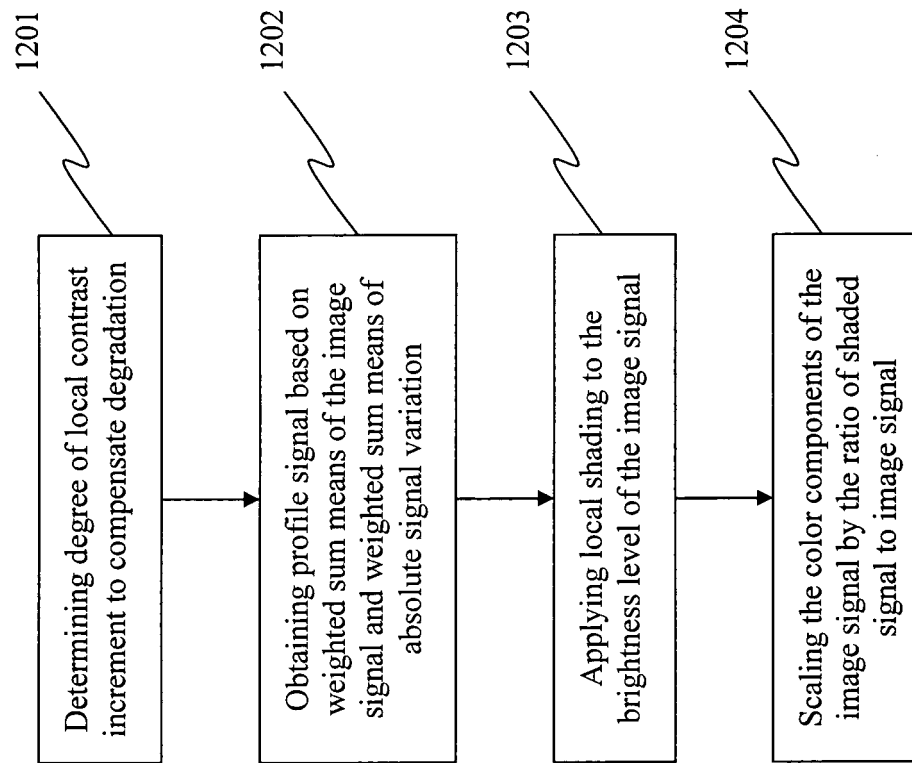 Determining degree of local contrast
increment to compensate degradation
1201
Obtaining profile signal based on
weighted sum means of the image
signal and weighted sum means of
absolute signal variation
1202
Applying local shading to the
brightness level of the image signal
1203
Scaling the color components of the
image signal by the ratio of shaded
signal to image signal
1204